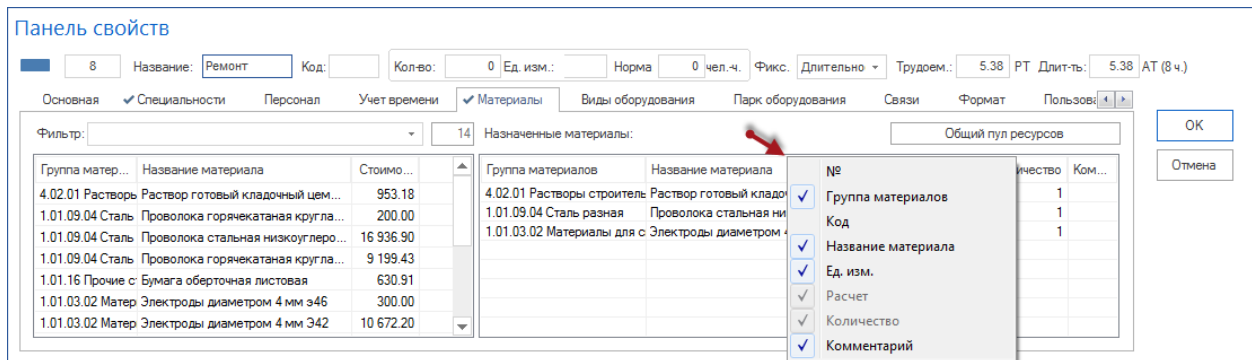 Панель свойств
8 Название: Ремонт Код: Кол-во: 0 Ед. изм.: Норма 0 чел.-ч. Фикс. Длительно Трудоем.: 5.38 РТ Длит-ть: 5.38 АТ (8 ч.)
Основная Специальности Персонал Учет времени Материалы Виды оборудования Парк оборудования Связи Формат Пользова
OK
Фильтр: 14 Назначенные материалы: Общий пул ресурсов
Отмена
Группа матер... Название материала Стоимо... Группа материалов Название материала ичество Ком...
4.02.01 Растворы Раствор готовый кладочный цем... 953.18 4.02.01 Растворы строитель Раствор готовый кладо 1
1.01.09.04 Сталь Проволока горячекатаная кругла... 200.00 1.01.09.04 Сталь разная Проволока стальная ни 1
1.01.09.04 Сталь Проволока стальная низкоуглеро... 16 936.90 1.01.03.02 Материалы для с Электроды диаметром 1
1.01.09.04 Сталь Проволока горячекатаная кругла... 9 199.43
1.01.16 Прочие с Бумага оберточная листовая 630.91
1.01.03.02 Матер Электроды диаметром 4 мм э46 300.00
1.01.03.02 Матер Электроды диаметром 4 мм Э42 10 672.20
№
Группа материалов
Код
Название материала
Ед. изм.
Расчет
Количество
Комментарий